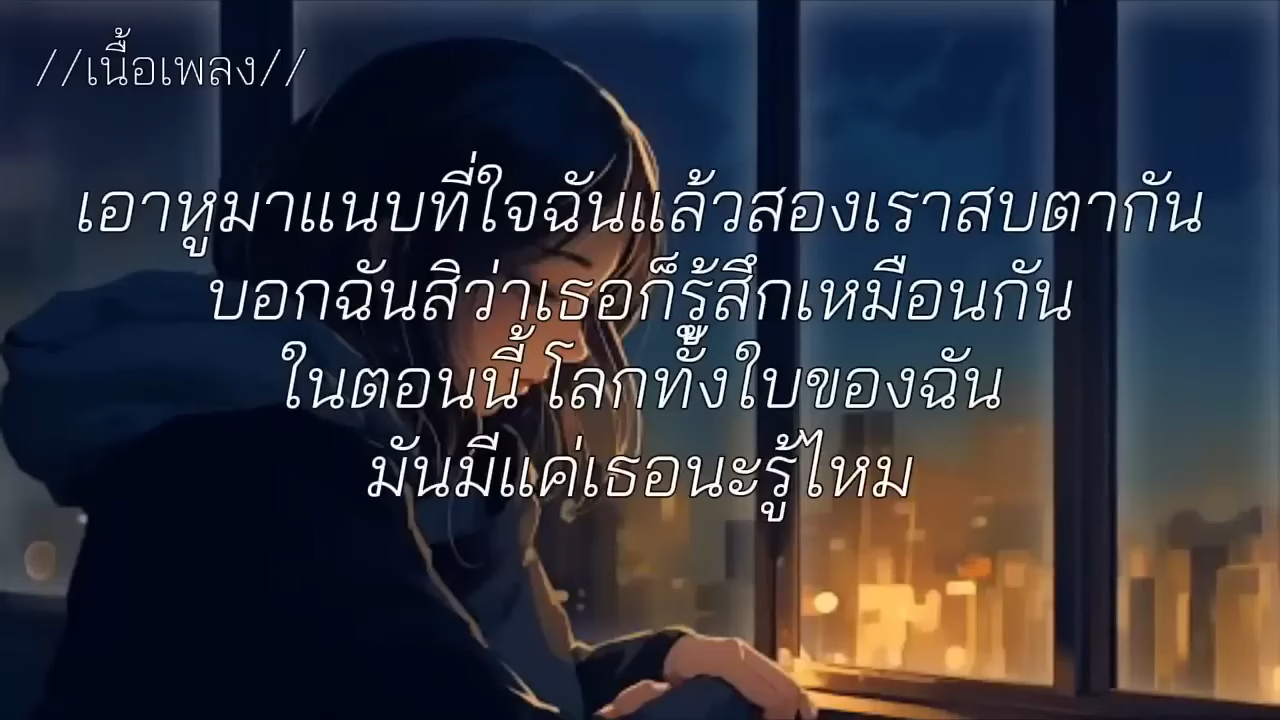 //เนื้อเพลง//
เอาหูมาแนบที่ใจฉันแล้วสองเราสบตากัน
บอกฉันสิว่าเธอก็รู้สึกเหมือนกัน
ในตอนนี้ โลกทั้งใบของฉัน
มันมีแค่เธอนะรู้ไหม